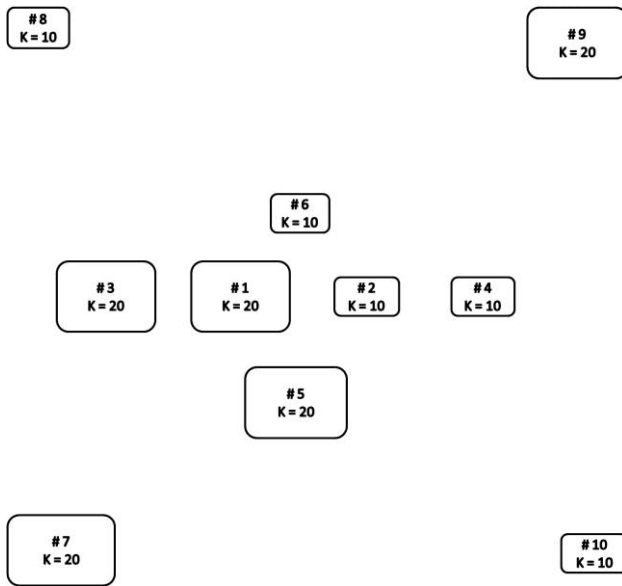 # 8
K = 10
# 9
K = 20
# 6
K = 10
# 3
K = 20
# 1
K = 20
# 2
K = 10
# 4
K = 10
# 5
K = 20
# 7
K = 20
# 10
K = 10